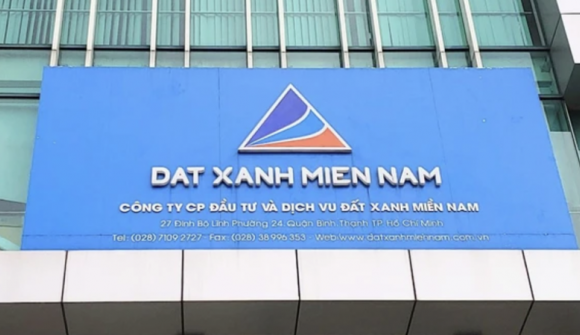 DAT XANH MIEN NAM
CÔNG TY CP ĐẦU TƯ VÀ DỊCH VỤ ĐẤT XANH MIỀN NAM
27 Đinh Bộ Lĩnh Phường 24, Quận Bình Thạnh TP. Hồ Chí Minh
Tel: (028) 7109 2727 - Fax: (028) 38 996 353 - Web:www.datxanhmiennam.com.vn